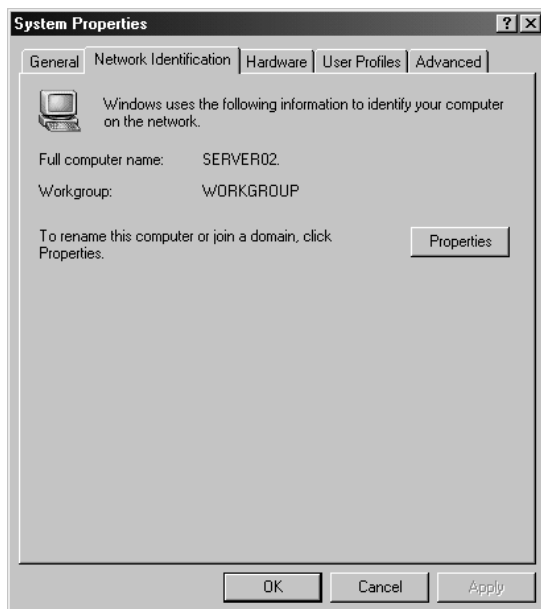 System Properties
? X
General Network Identification Hardware User Profiles Advanced
Windows uses the following information to identify your computer
on the network.
Full computer name: SERVER02.
Workgroup: WORKGROUP
To rename this computer or join a domain, click
Properties.
Properties
OK Cancel Apply